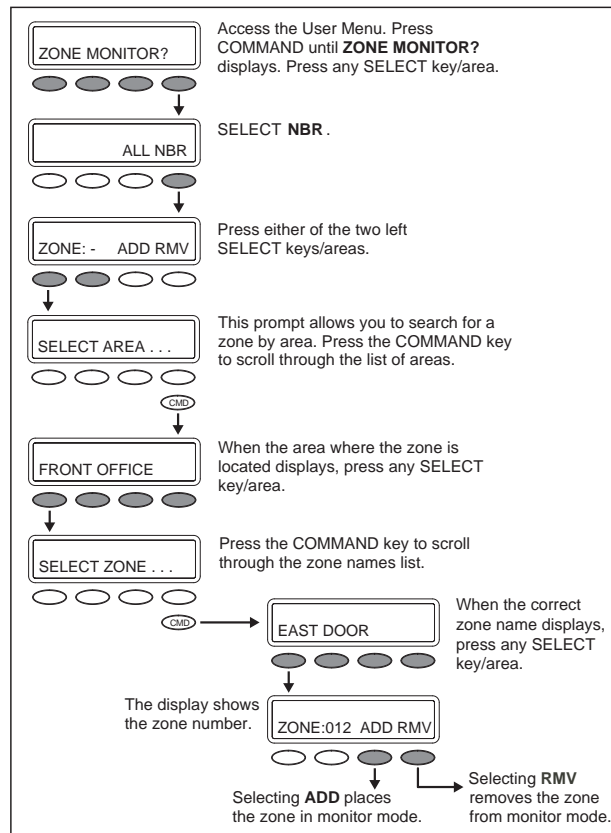 ZONE MONITOR?
Access the User Menu. Press
COMMAND until ZONE MONITOR?
displays. Press any SELECT key/area.
ALL NBR
SELECT NBR .
ZONE: - ADD RMV
Press either of the two left
SELECT keys/areas.
SELECT AREA . . .
This prompt allows you to search for a
zone by area. Press the COMMAND key
to scroll through the list of areas.
CMD
FRONT OFFICE
When the area where the zone is
located displays, press any SELECT
key/area.
SELECT ZONE . . .
Press the COMMAND key to scroll
through the zone names list.
CMD
EAST DOOR
When the correct
zone name displays,
press any SELECT
key/area.
The display shows
the zone number.
ZONE:012 ADD RMV
Selecting ADD places
the zone in monitor mode.
Selecting RMV
removes the zone
from monitor mode.